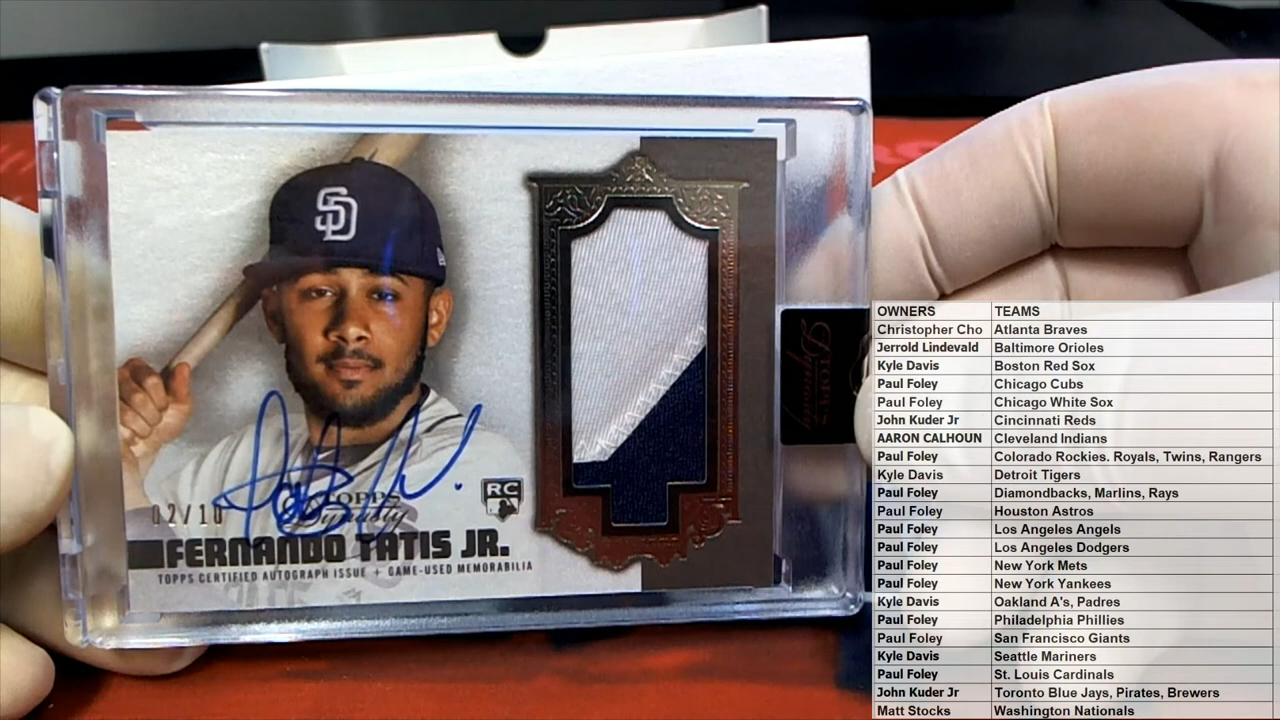 SD
RC
02/10
TOPPS
Dynasty
FERNANDO TATIS JR.
TOPPS CERTIFIED AUTOGRAPH ISSUE + GAME-USED MEMORABILIA
TOPPS
Dynasty
OWNERS TEAMS
Christopher Cho Atlanta Braves
Jerrold Lindevald Baltimore Orioles
Kyle Davis Boston Red Sox
Paul Foley Chicago Cubs
Paul Foley Chicago White Sox
John Kuder Jr Cincinnati Reds
AARON CALHOUN Cleveland Indians
Paul Foley Colorado Rockies. Royals, Twins, Rangers
Kyle Davis Detroit Tigers
Paul Foley Diamondbacks, Marlins, Rays
Paul Foley Houston Astros
Paul Foley Los Angeles Angels
Paul Foley Los Angeles Dodgers
Paul Foley New York Mets
Paul Foley New York Yankees
Kyle Davis Oakland A's, Padres
Paul Foley Philadelphia Phillies
Paul Foley San Francisco Giants
Kyle Davis Seattle Mariners
Paul Foley St. Louis Cardinals
John Kuder Jr Toronto Blue Jays, Pirates, Brewers
Matt Stocks Washington Nationals